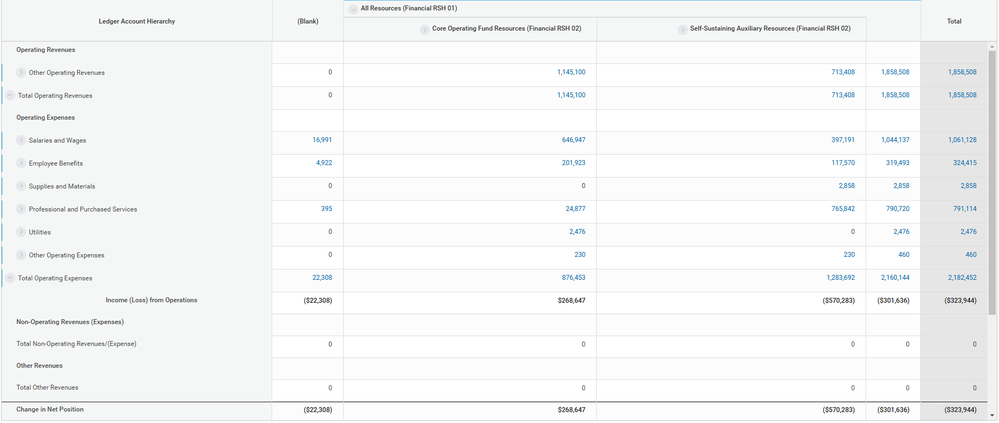 All Resources (Financial RSH 01)
Ledger Account Hierarchy (Blank) Core Operating Fund Resources (Financial RSH 02) Self-Sustaining Auxiliary Resources (Financial RSH 02) Total
Operating Revenues
Other Operating Revenues 0 1,145,100 713,408 1,858,508 1,858,508
Total Operating Revenues 0 1,145,100 713,408 1,858,508 1,858,508
Operating Expenses
Salaries and Wages 16,991 646,947 397,191 1,044,137 1,061,128
Employee Benefits 4,922 201,923 117,570 319,493 324,415
Supplies and Materials 0 0 2,858 2,858 2,858
Professional and Purchased Services 395 24,877 765,842 790,720 791,114
Utilities 0 2,476 0 2,476 2,476
Other Operating Expenses 0 230 230 460 460
Total Operating Expenses 22,308 876,453 1,283,692 2,160,144 2,182,452
Income (Loss) from Operations ($22,308) $268,647 ($570,283) ($301,636) ($323,944)
Non-Operating Revenues (Expenses)
Total Non-Operating Revenues/(Expense) 0 0 0 0 0
Other Revenues
Total Other Revenues 0 0 0 0 0
Change in Net Position ($22,308) $268,647 ($570,283) ($301,636) ($323,944)